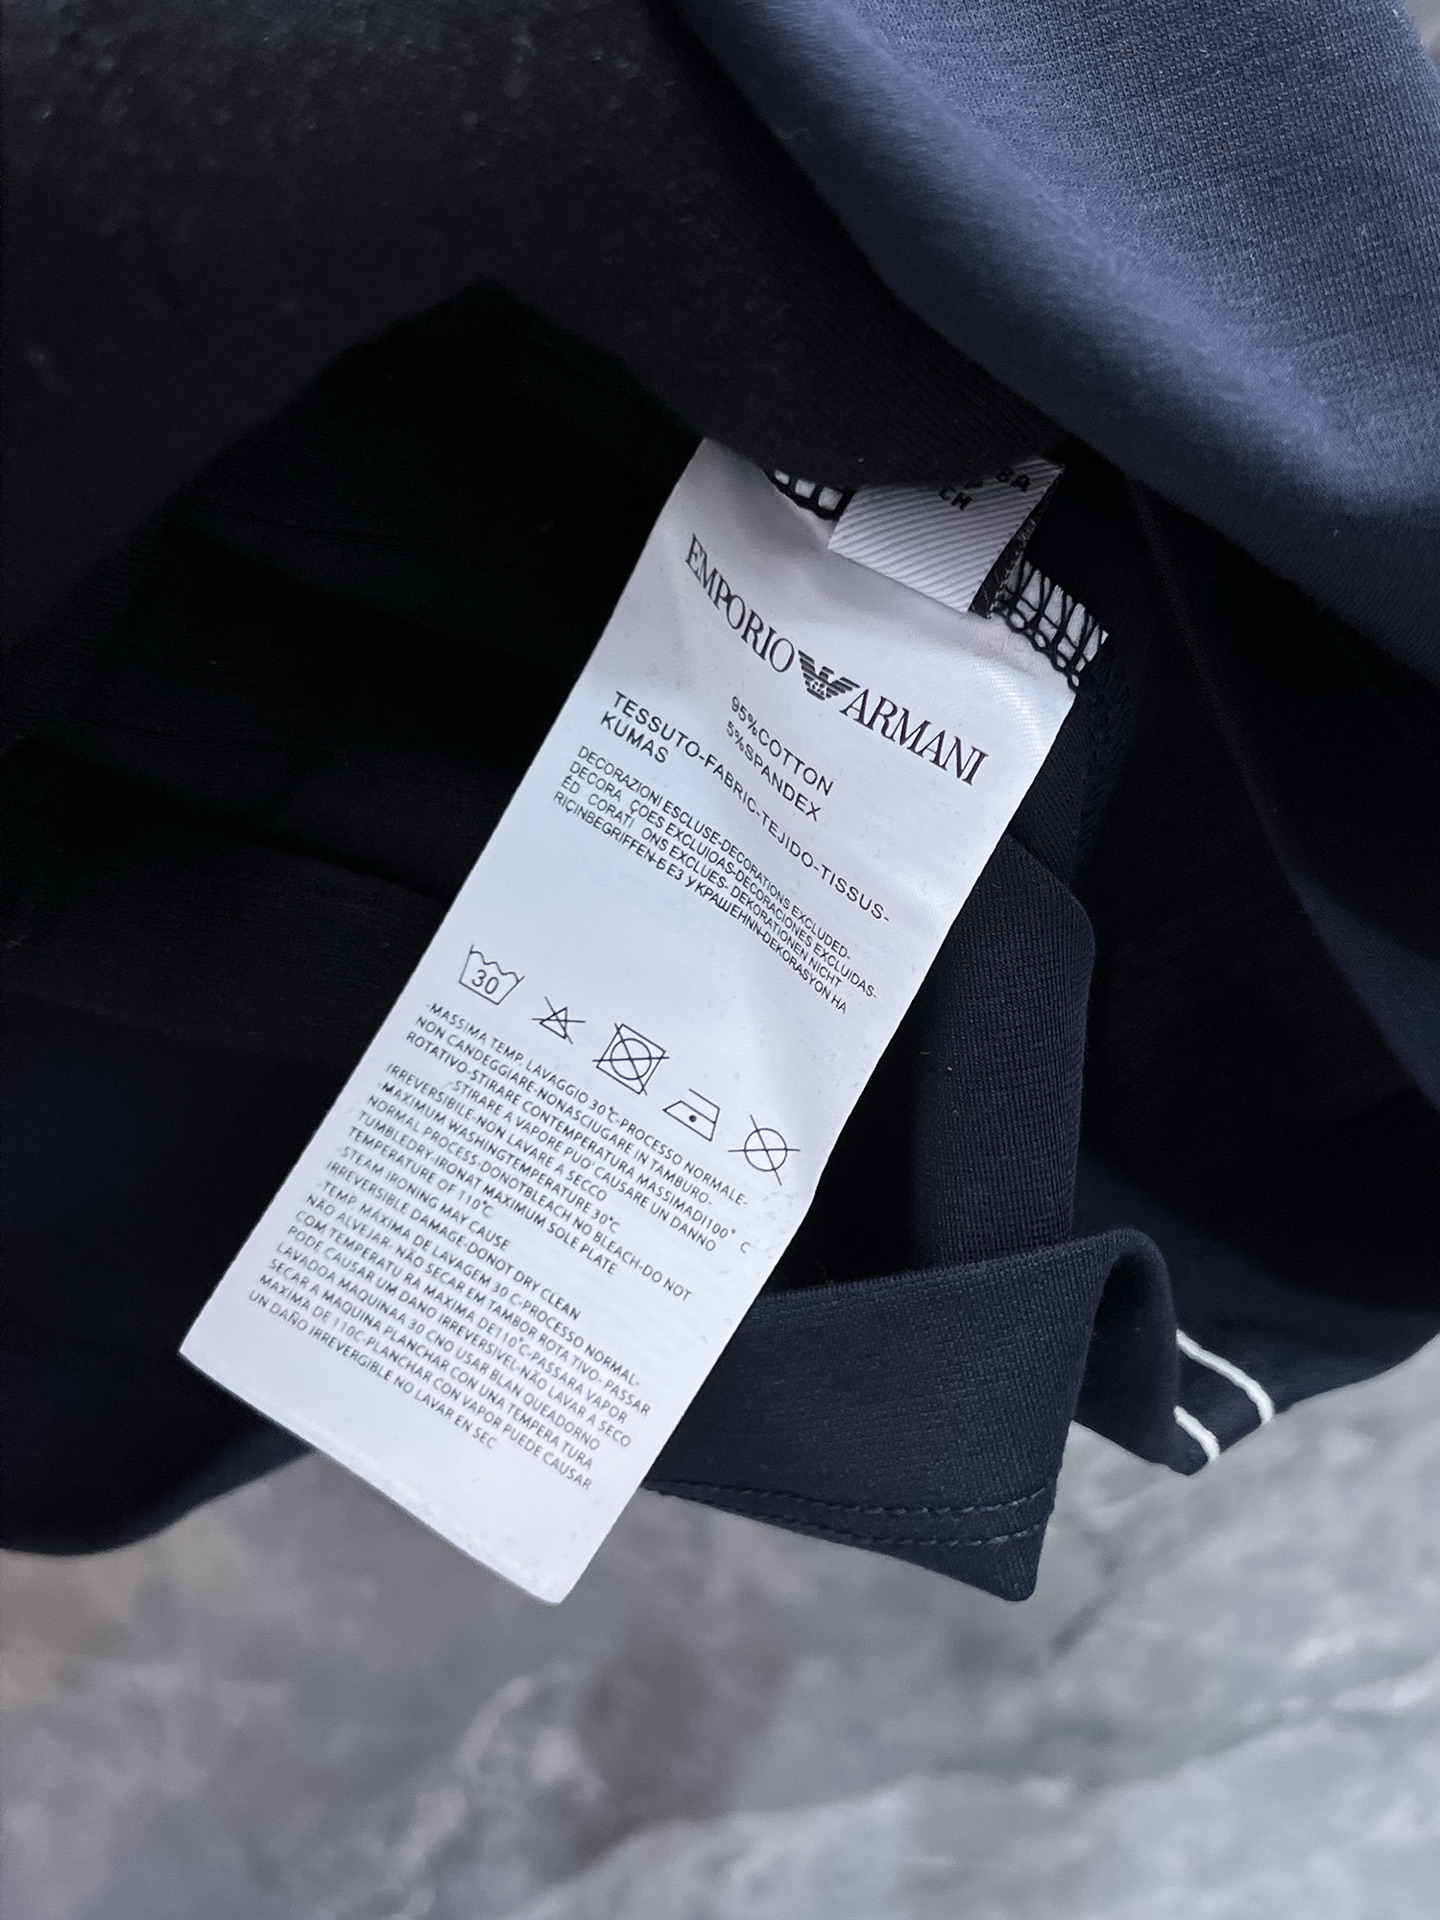 EMPORIO ARMANI
95%COTTON
5%SPANDEX
TESSUTO-FABRIC-TEJIDO-TISSUS-
KUMAS
DECORAZIONI ESCLUSE-DECORATIONS EXCLUDED-
DECORA ÇOES EXCLUIOAS-DECORACIONES EXCLUIDAS-
ÉD CORATI ONS EXCLUES- DEKORATIONEN NICHT
RIÇINBEGRIFFEN-БЕЗ УКРАШЕНNN-DEKORASYON HA
30
-MASSIMA TEMP. LAVAGGIO 30℃-PROCESSO NORMALE-
NON CANDEGGIARE-NONASCIUGARE IN TAMBURO-
ROTATIVO-STIRARE CONTEMPERATURA MASSIMADI100° C
-STIRARE A VAPORE PUO' CAUSARE UN DANNO
IRREVERSIBILE-NON LAVARE A SECCO
-MAXIMUM WASHINGTEMPERATURE 30℃
NORMAL PROCESS-DONOTBLEACH NO BLEACH-DO NOT
TUMBLEDRY-IRONAT MAXIMUM SOLE PLATE
TEMPERATURE OF 110℃
-STEAM IRONING MAY CAUSE
IRREVERSIBLE DAMAGE-DONOT DRY CLEAN
-TEMP. MÁXIMA DE LAVAGEM 30 C-PROCESSO NORMAL-
NÃO ALVEJAR- NÃO SECAR EM TAMBOR ROTA TIVO- PASSAR
COM TEMPERATU RA MÁXIMA DE110℃-PASSARA VAPOR
PODE CAUSAR UM DANO IRREVERSIVEL-NÃO LAVAR A SECO
LAVADOA MAQUINAA 30 CNO USAR BLAN QUEADORNO
SECAR A MAQUINA PLANCHAR CON UNA TEMPERA TURA
MAXIMA DE 110C-PLANCHAR CON VAPOR PUEDE CAUSAR
UN DAÑO IRREVERGIBLE NO LAVAR EN SEC